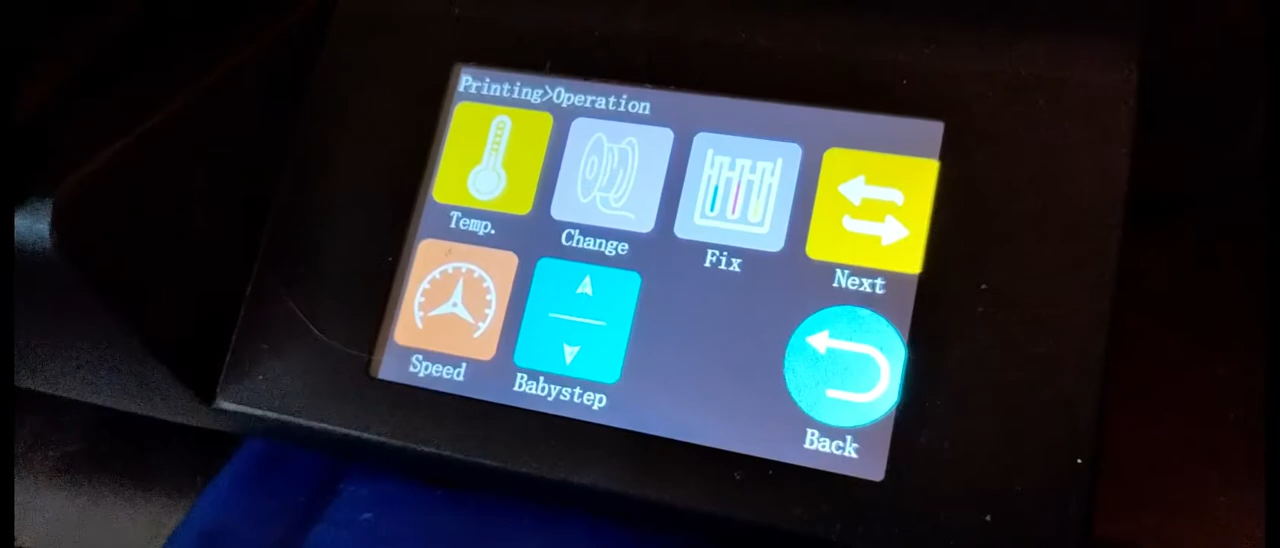 Printing>Operation
Temp.
Change
Fix
Next
Speed
Babystep
Back